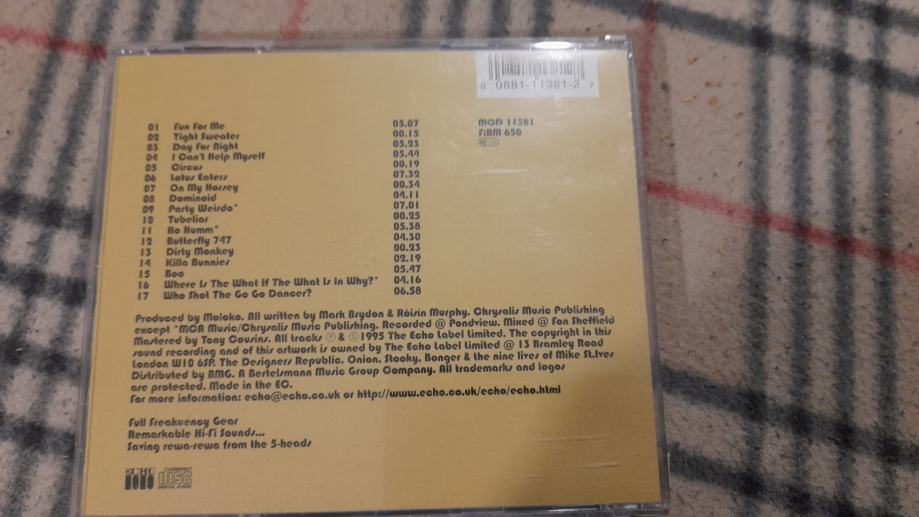 0 0881-11381-2 7
MOD 11381
F:BM 650
01 Fun For Me 05.07
02 Tight Sweater 00.15
03 Day For Night 05.23
04 I Can't Help Myself 05.44
05 Circus 00.19
06 Lotus Eaters 07.32
07 On My Horsey 00.34
08 Dominoid 04.11
09 Party Weirdo* 07.01
10 Tubeliar 00.25
11 Ho Humm* 05.38
12 Butterfly 747 04.30
13 Dirty Monkey 00.23
14 Killa Bunnies 02.19
15 Boo 05.47
16 Where Is The What If The What Is In Why?* 04.16
17 Who Shot The Go Go Dancer? 06.58
Produced by Moloko. All written by Mark Brydon & Róisín Murphy. Chrysalis Music Publishing
except *MCA Music/Chrysalis Music Publishing. Recorded @ Pondview. Mixed @ Fon Sheffield
Mastered by Tony Cousins. All tracks ℗ & © 1995 The Echo Label Limited. The copyright in this
sound recording and of this artwork is owned by The Echo Label Limited @ 13 Bramley Road
London W10 6SP. The Designers Republic. Onion. Stooky. Bonger & the nine lives of Mike St.Ives
Distributed by BMG. A Bertelsmann Music Group Company. All trademarks and logos
are protected. Made in the EC.
For more information: echo@echo.co.uk or http://www.echo.co.uk/echo/echo.html
Full Freakuency Gear
Remarkable Hi-Fi Sounds...
Saving rewa-rewa from the 5-heads
ECHO
COMPACT
disc
DIGITAL AUDIO